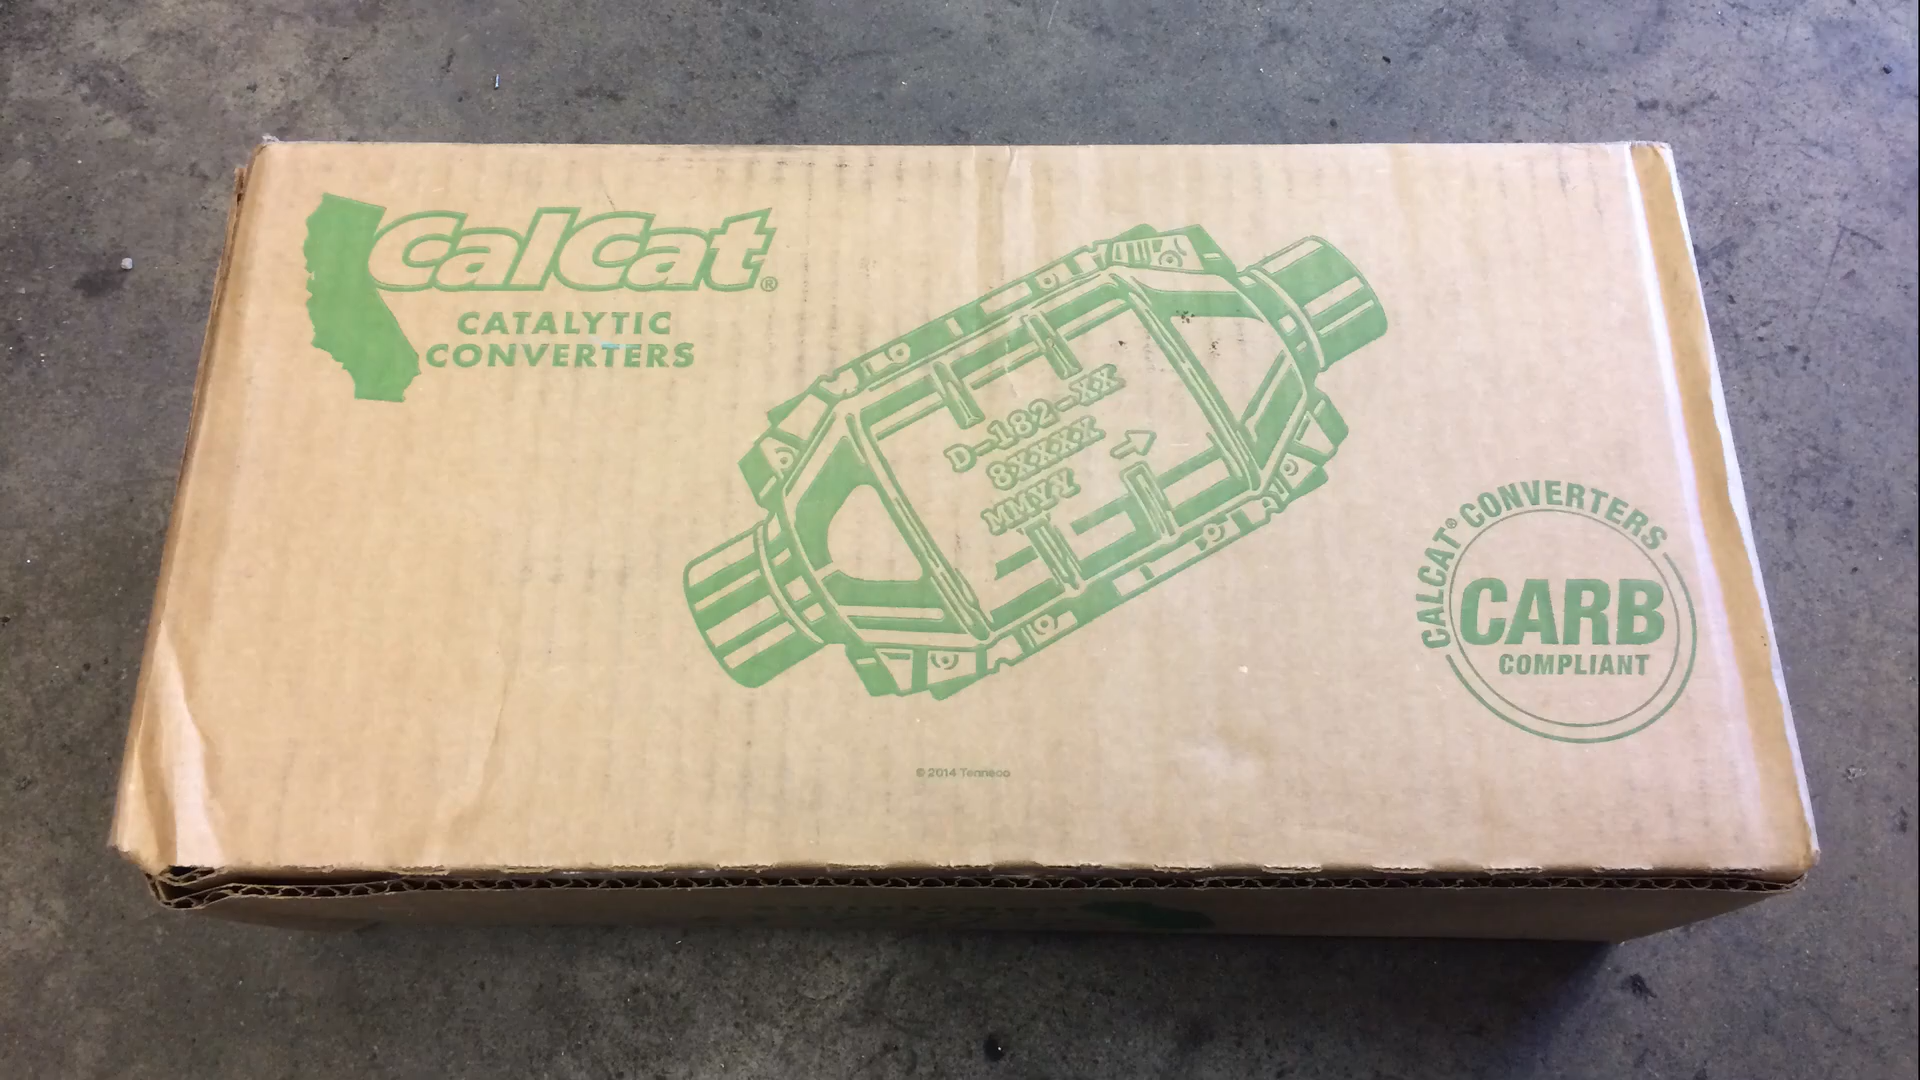 CalCat®
CATALYTIC
CONVERTERS
D-182-XX
8XXXX
MMYY
CALCAT® CONVERTERS
CARB
COMPLIANT
© 2014 Tenneco